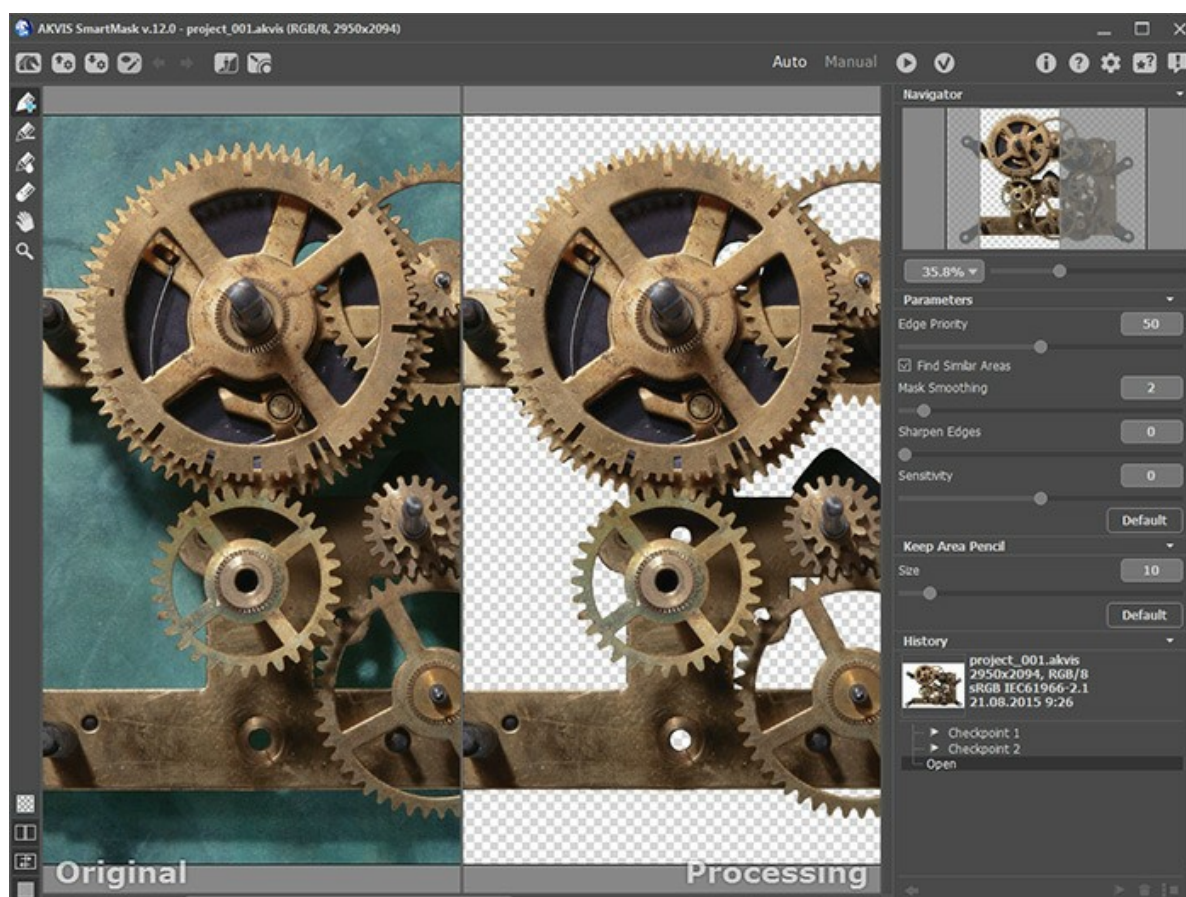 AKVIS SmartMask v.12.0 - project_001.akvis (RGB/8, 2950x2094)
Auto Manual
Navigator
35.8%
Parameters
Edge Priority 50
Find Similar Areas
Mask Smoothing 2
Sharpen Edges 0
Sensitivity 0
Default
Keep Area Pencil
Size 10
Default
History
project_001.akvis
2950x2094, RGB/8
sRGB IEC61966-2.1
21.08.2015 9:26
Checkpoint 1
Checkpoint 2
Open
Original Processing